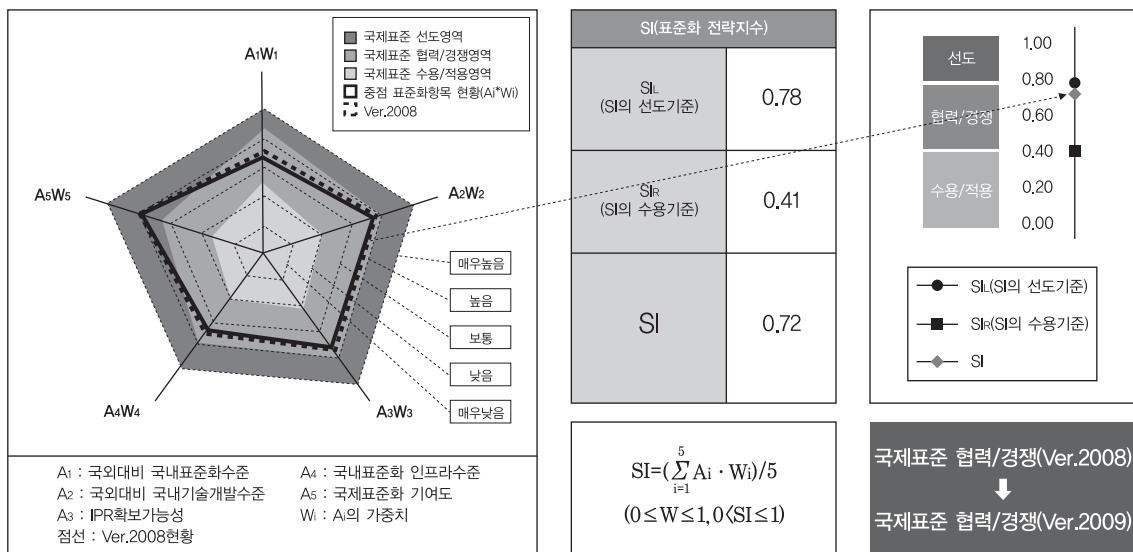 국제표준 선도영역
국제표준 협력/경쟁영역
국제표준 수용/적용영역
중점 표준화항목 현황(Ai*Wi)
Ver.2008
A1W1
A2W2
A3W3
A4W4
A5W5
매우높음
높음
보통
낮음
매우낮음
A1 : 국외대비 국내표준화수준
A2 : 국외대비 국내기술개발수준
A3 : IPR확보가능성
점선 : Ver.2008현황
A4 : 국내표준화 인프라수준
A5 : 국제표준화 기여도
Wi : Ai의 가중치
SI(표준화 전략지수)
SIL
(SI의 선도기준)
0.78
SIR
(SI의 수용기준)
0.41
SI
0.72
SI=(5∑i=1 Ai · Wi)/5
(0≤W≤1, 0<SI≤1)
선도
협력/경쟁
수용/적용
1.00
0.80
0.60
0.40
0.20
0.00
SIL(SI의 선도기준)
SIR(SI의 수용기준)
SI
국제표준 협력/경쟁(Ver.2008)
국제표준 협력/경쟁(Ver.2009)